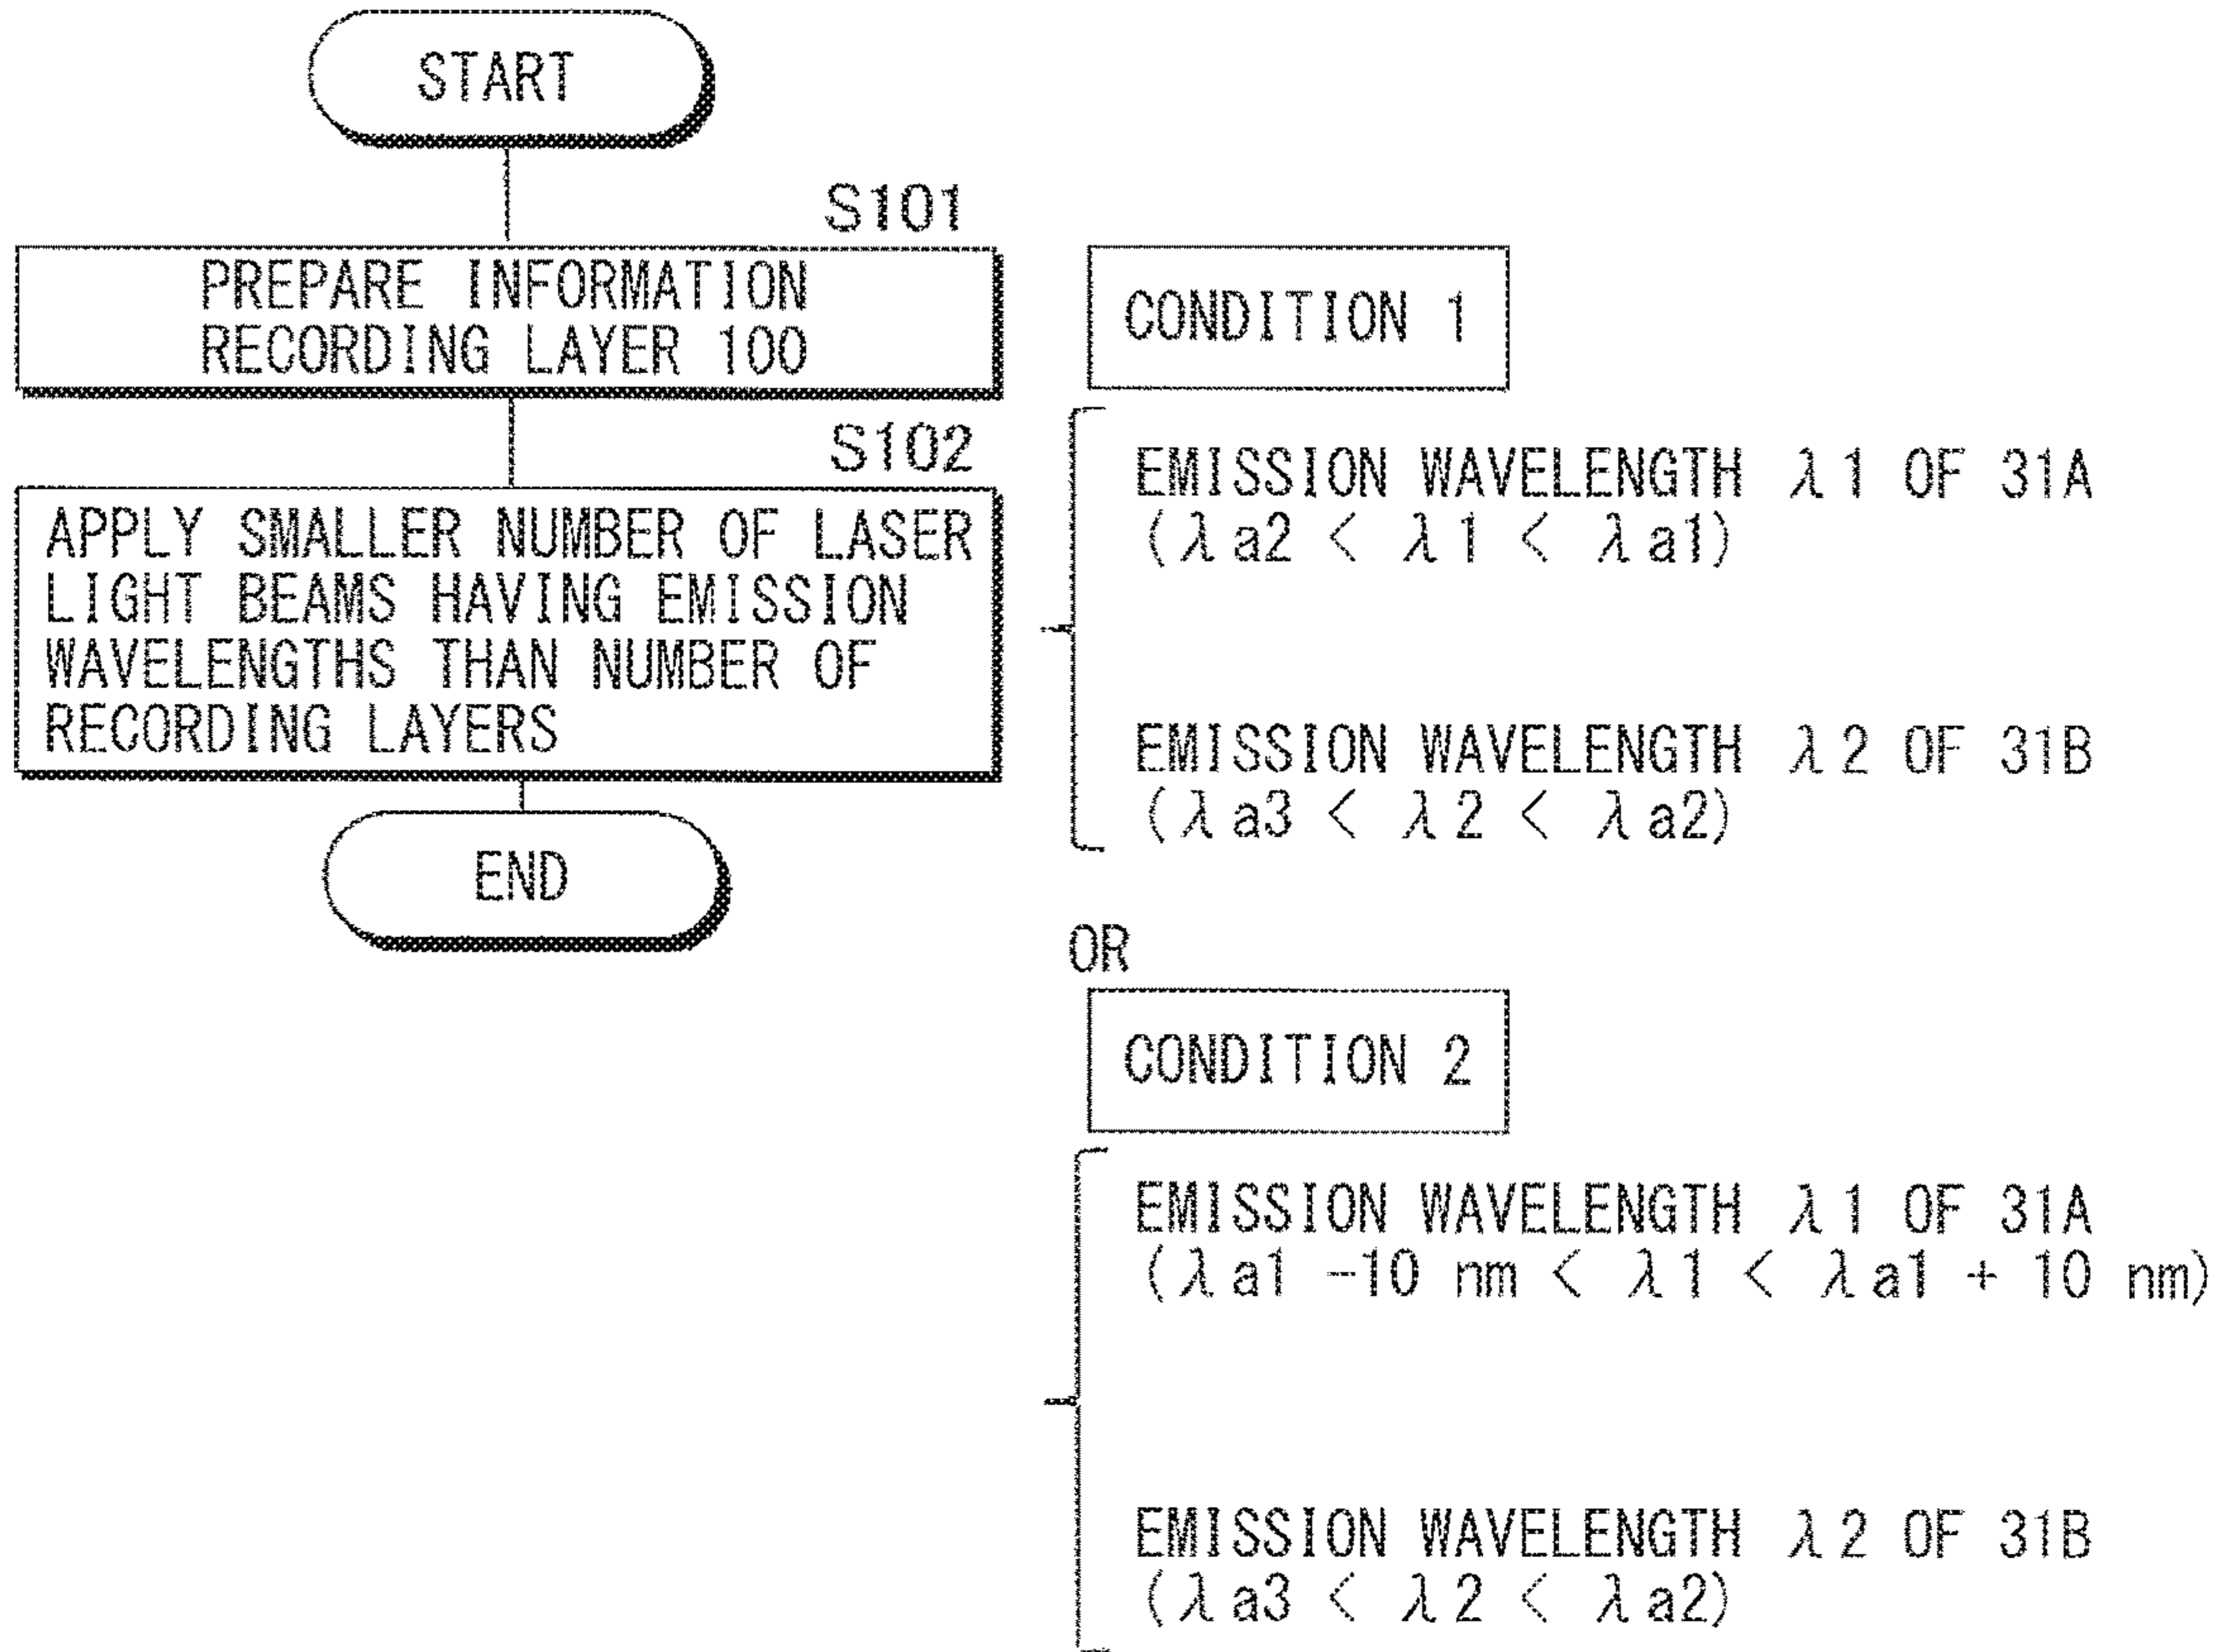 START
S101
PREPARE INFORMATION
RECORDING LAYER 100
S102
APPLY SMALLER NUMBER OF LASER
LIGHT BEAMS HAVING EMISSION
WAVELENGTHS THAN NUMBER OF
RECORDING LAYERS
END
CONDITION 1
EMISSION WAVELENGTH λ1 OF 31A
(λa2 < λ1 < λa1)
EMISSION WAVELENGTH λ2 OF 31B
(λa3 < λ2 < λa2)
OR
CONDITION 2
EMISSION WAVELENGTH λ1 OF 31A
(λa1 -10 nm < λ1 < λa1 + 10 nm)
EMISSION WAVELENGTH λ2 OF 31B
(λa3 < λ2 < λa2)